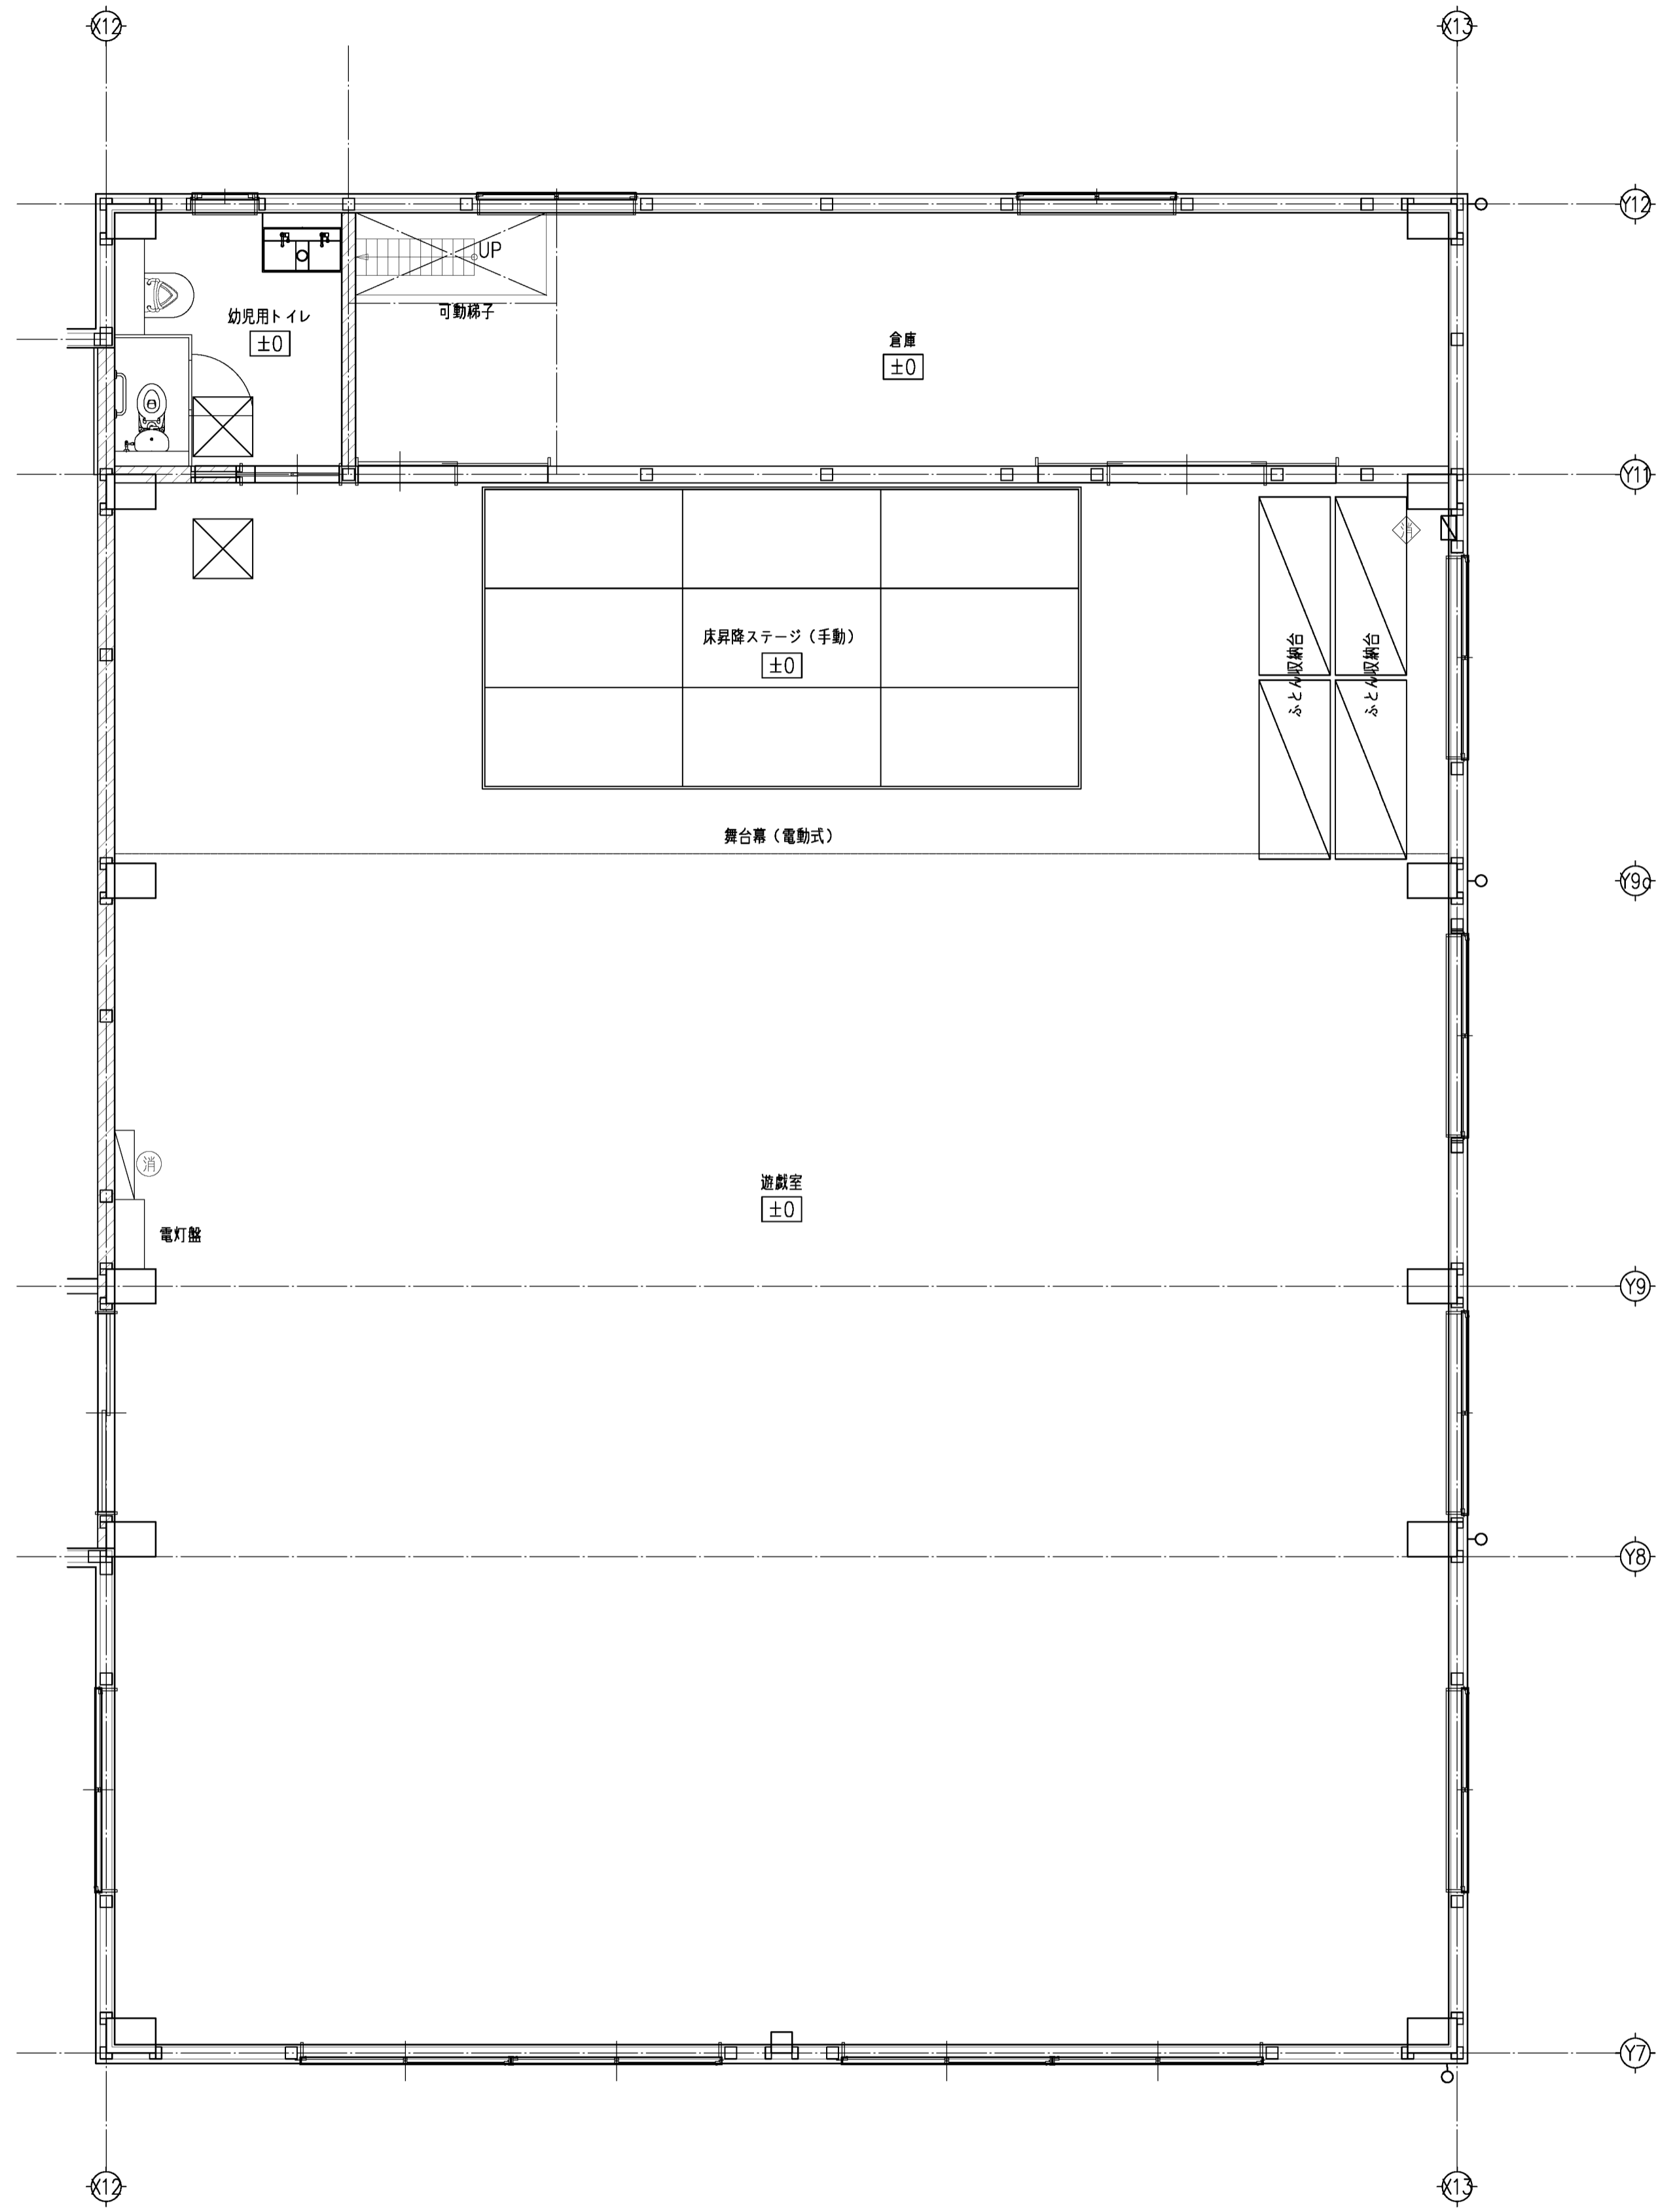 X12
X13
Y12
UP
可動梯子
幼児用トイレ
±0
倉庫
±0
Y11
消
床昇降ステージ（手動）
±0
ふとん収納台
ふとん収納台
舞台幕（電動式）
Y9a
消
遊戯室
±0
電灯盤
Y9
Y8
Y7
X12
X13